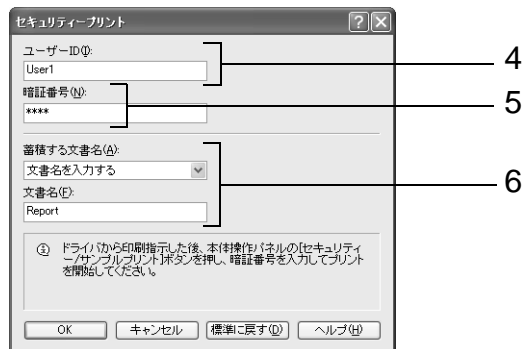 セキュリティープリント
ユーザーID(I):
4
User1
暗証番号(N):
5
****
蓄積する文書名(A):
文書名を入力する
6
文書名(F):
Report
ドライバから印刷指示した後、本体操作パネルの[セキュリティ
ー/サンプルプリント]ボタンを押し、暗証番号を入力してプリント
を開始してください。
OK キャンセル 標準に戻す(D) ヘルプ(H)